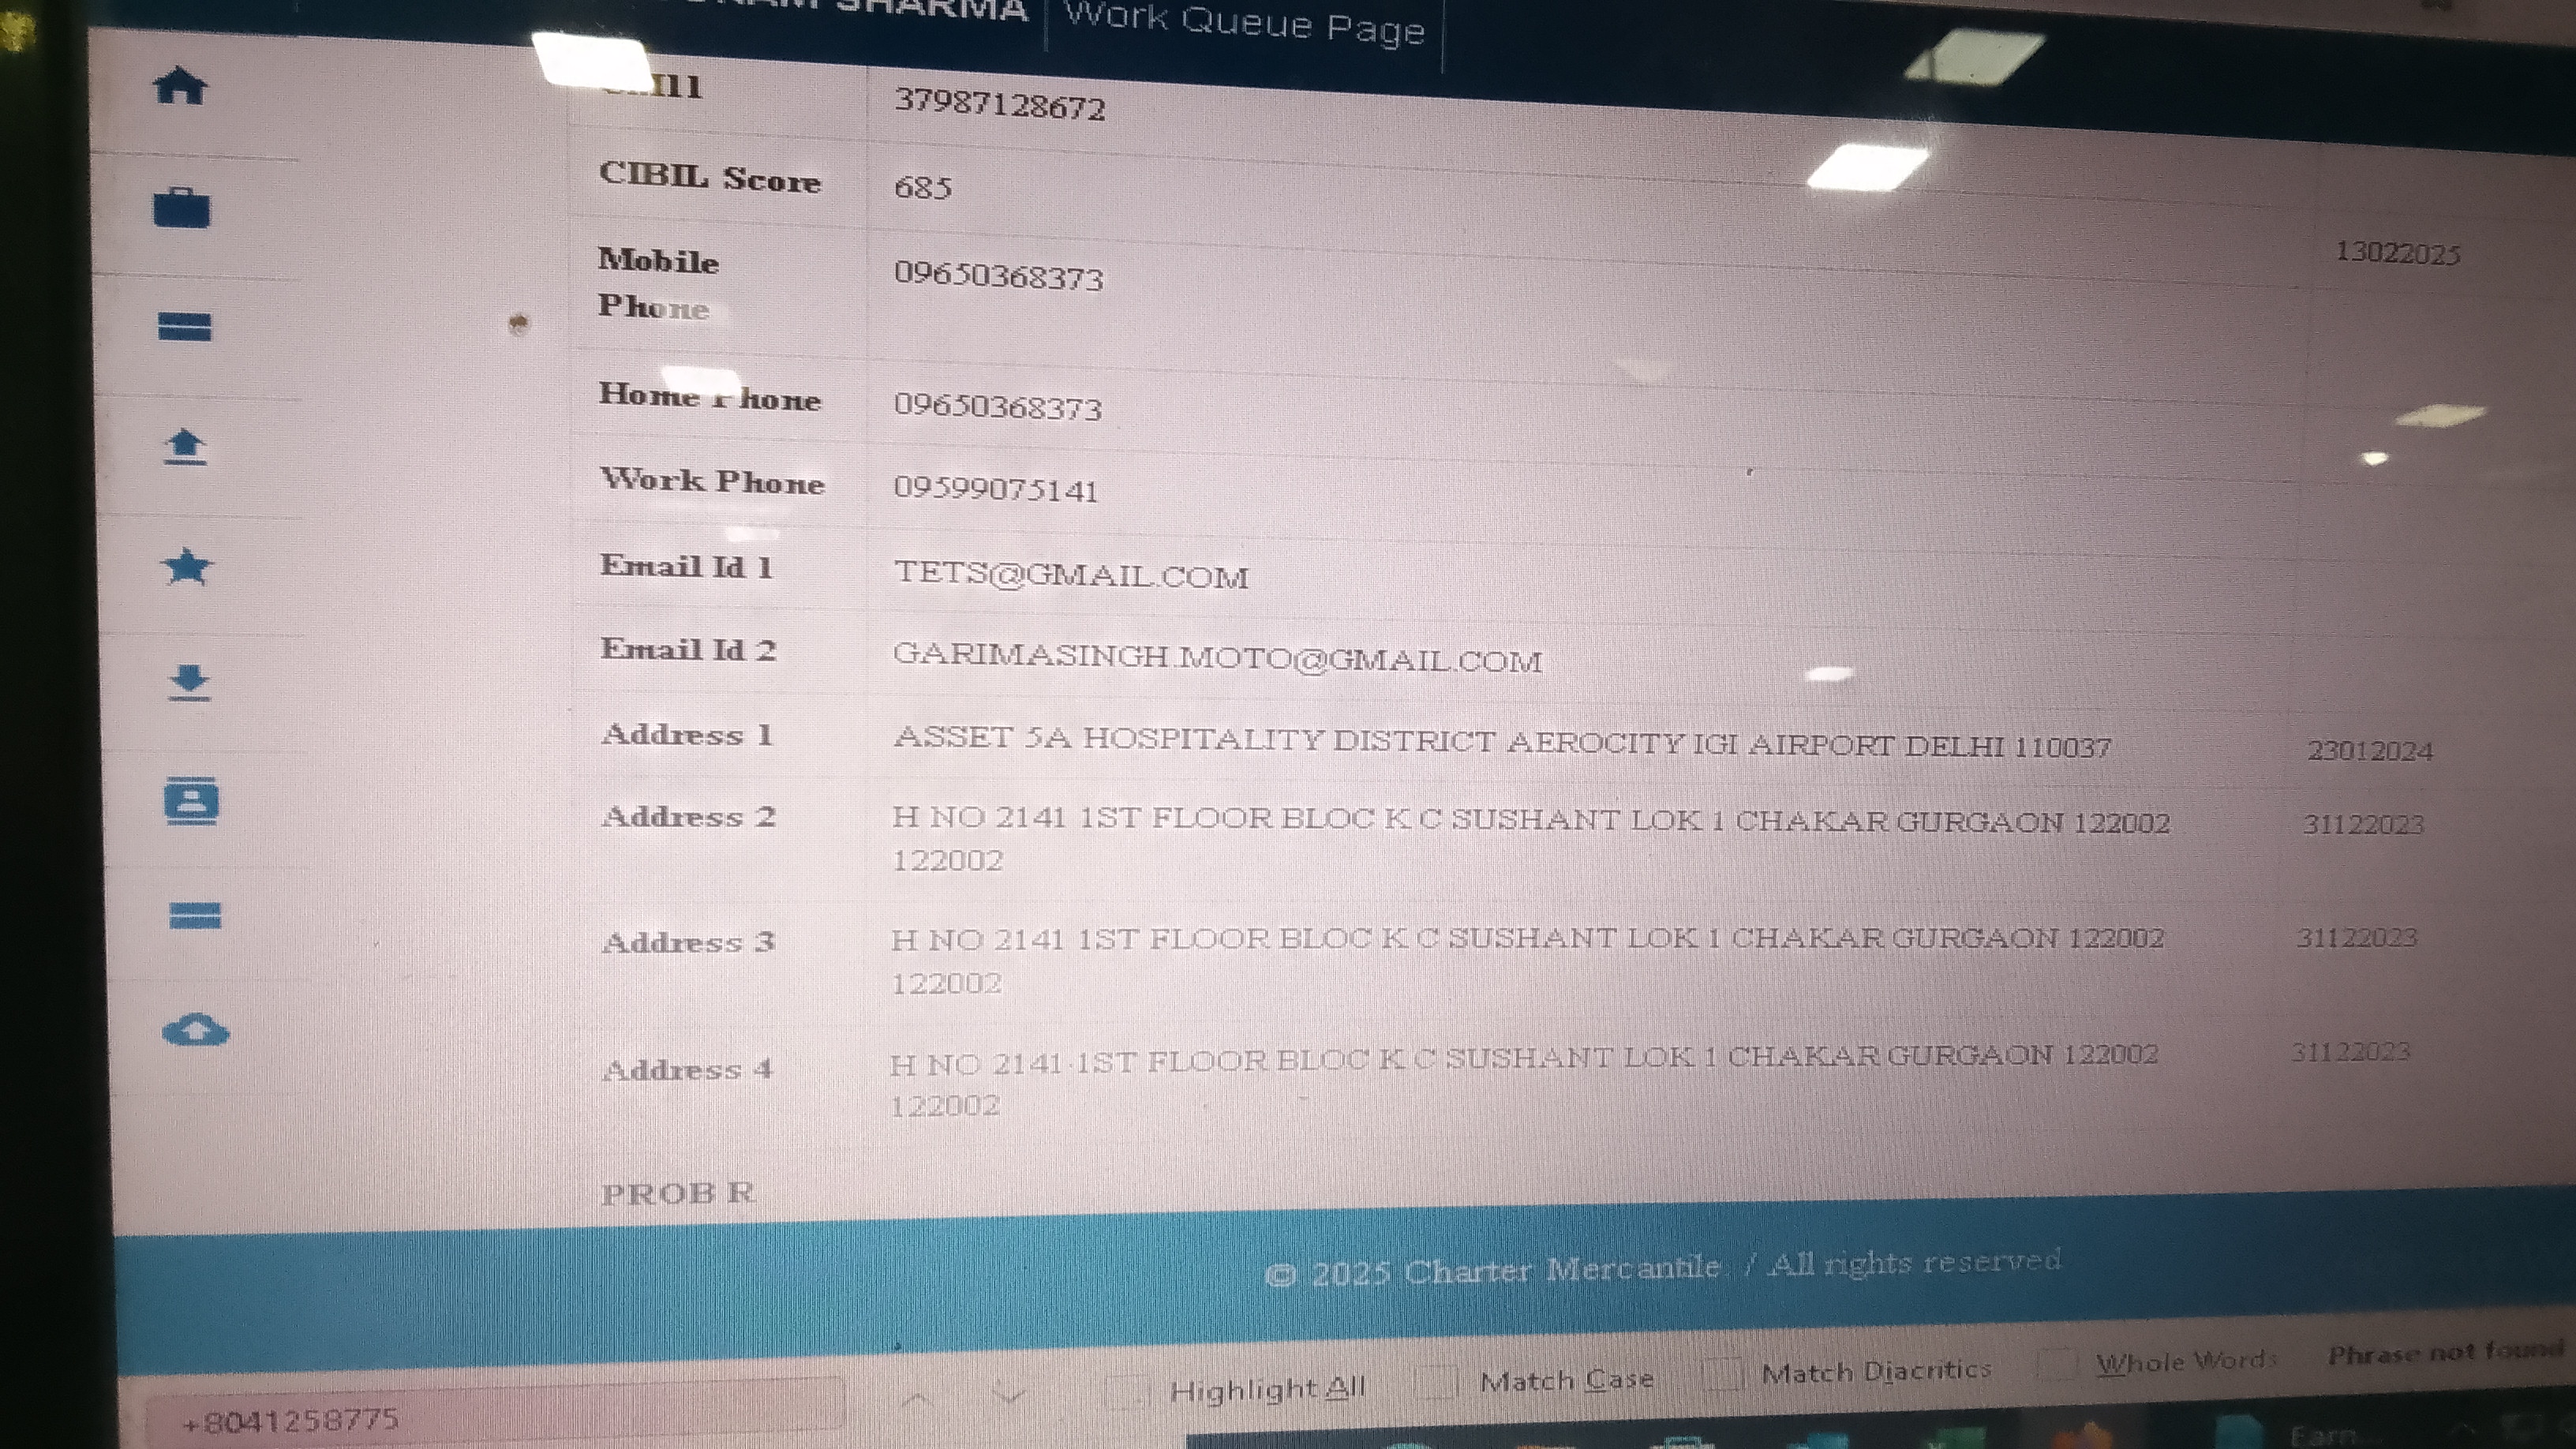 SHARMA Work Queue Page
37987128672
CIBIL Score 685
13022025
Mobile 09650368373
Phone
Home Phone 09650368373
Work Phone 09599075141
Email Id 1 TETS@GMAIL.COM
Email Id 2 GARIMASINGH.MOTO@GMAIL.COM
Address 1 ASSET 5A HOSPITALITY DISTRICT AEROCITY IGI AIRPORT DELHI 110037 23012024
Address 2 H NO 2141 1ST FLOOR BLOC K C SUSHANT LOK 1 CHAKAR GURGAON 122002 31122023
122002
Address 3 H NO 2141 1ST FLOOR BLOC K C SUSHANT LOK 1 CHAKAR GURGAON 122002 31122023
122002
Address 4 H NO 2141 1ST FLOOR BLOC K C SUSHANT LOK 1 CHAKAR GURGAON 122002 31122023
122002
PROB R
© 2025 Charter Mercantile / All rights reserved
+8041258775 Highlight All Match Case Match Diacritics Whole Words Phrase not found
Earn